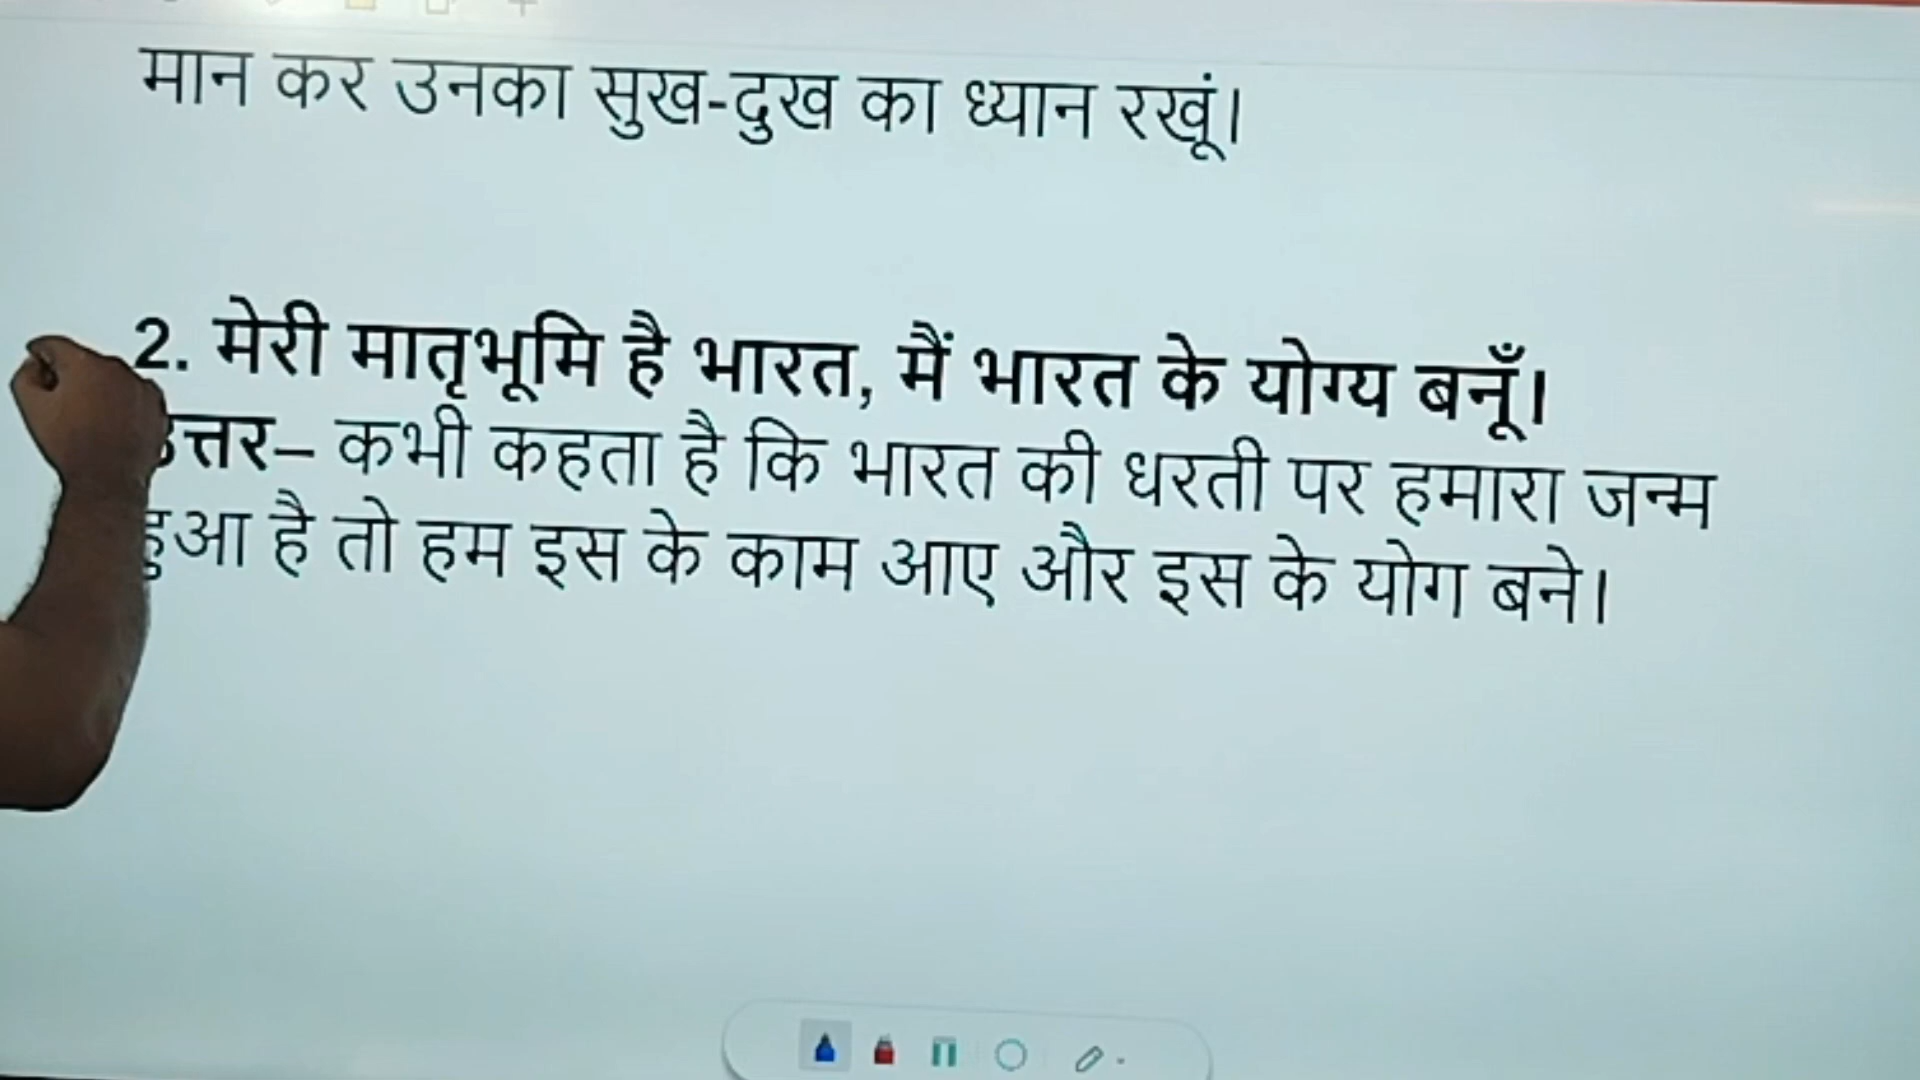 मान कर उनका सुख-दुख का ध्यान रखूं।
2. मेरी मातृभूमि है भारत, मैं भारत के योग्य बनूँ।
उत्तर– कभी कहता है कि भारत की धरती पर हमारा जन्म
हुआ है तो हम इस के काम आए और इस के योग बने।